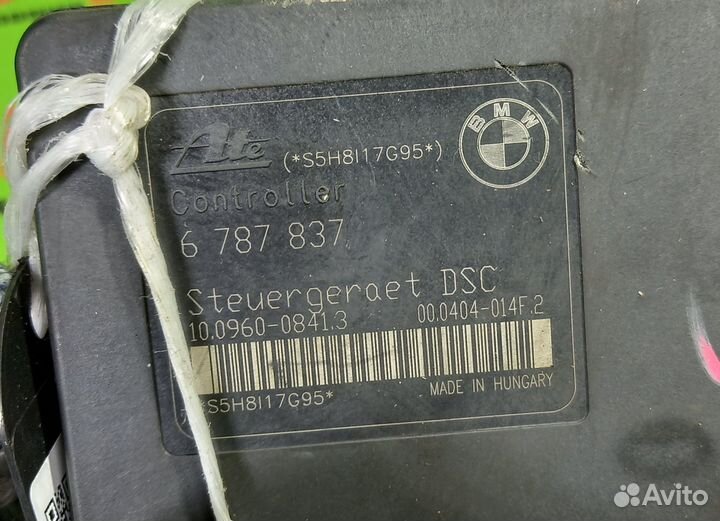 Ate (*S5H8I17G95*)
BMW
Controller
6 787 837
Steuergeraet DSC
10.0960-0841.3 00.0404-014F.2
*S5H8I17G95*
MADE IN HUNGARY
Avito